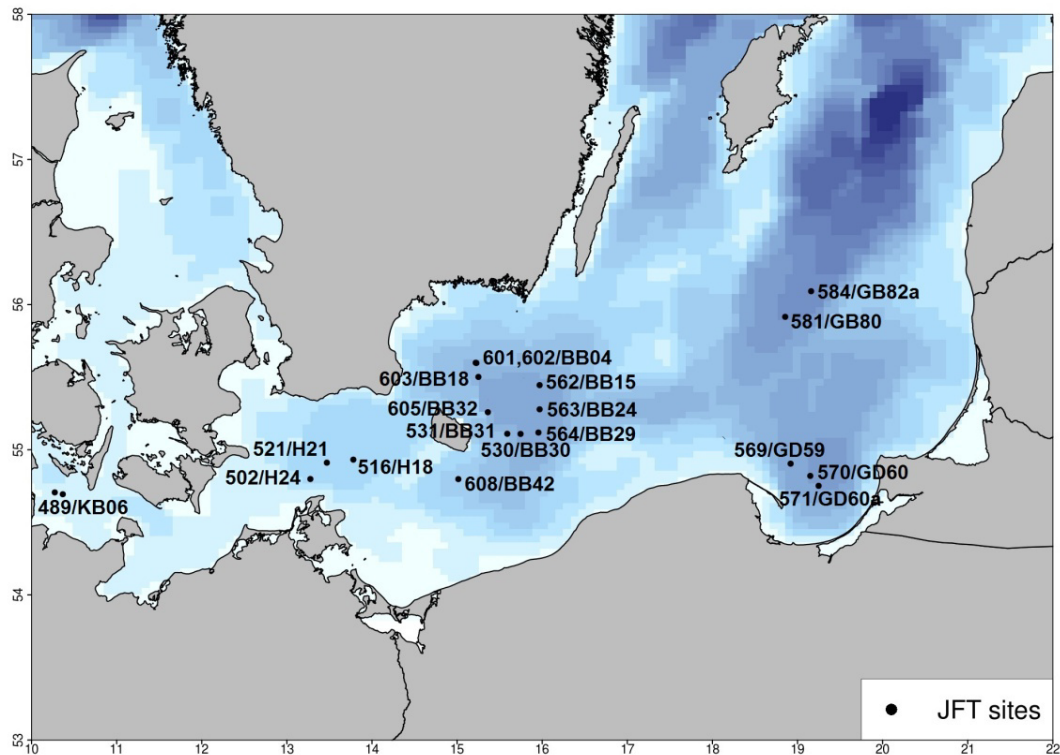 58
57
56
55
54
53
584/GB82a
581/GB80
601,602/BB04
603/BB18
562/BB15
605/BB32
563/BB24
531/BB31
564/BB29
530/BB30
521/H21
516/H18
569/GD59
502/H24
608/BB42
570/GD60
571/GD60a
489/KB06
JFT sites
10 11 12 13 14 15 16 17 18 19 20 21 22